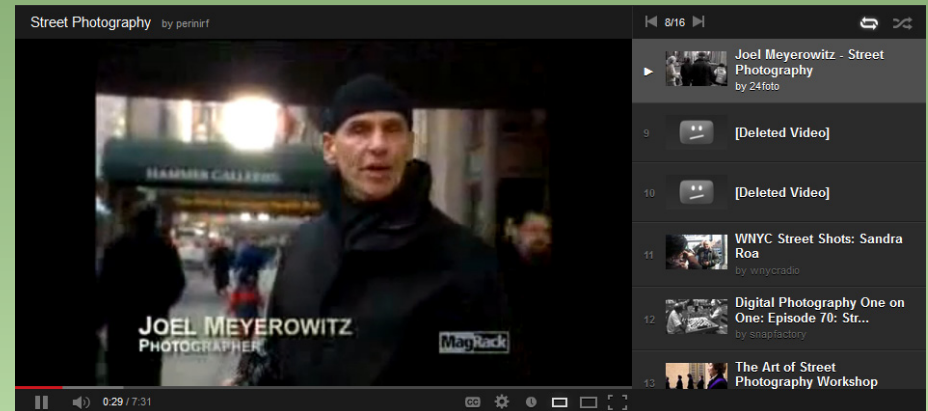 Street Photography by perinirf
8/16
HAMMER GALLERIES
JOEL MEYEROWITZ
PHOTOGRAPHER
MagRack
0:29 / 7:31
CC
Joel Meyerowitz - Street
Photography
by 24foto
9
[Deleted Video]
10
[Deleted Video]
11
WNYC Street Shots: Sandra
Roa
by wnycradio
12
Digital Photography One on
One: Episode 70: Str...
by snapfactory
13
The Art of Street
Photography Workshop